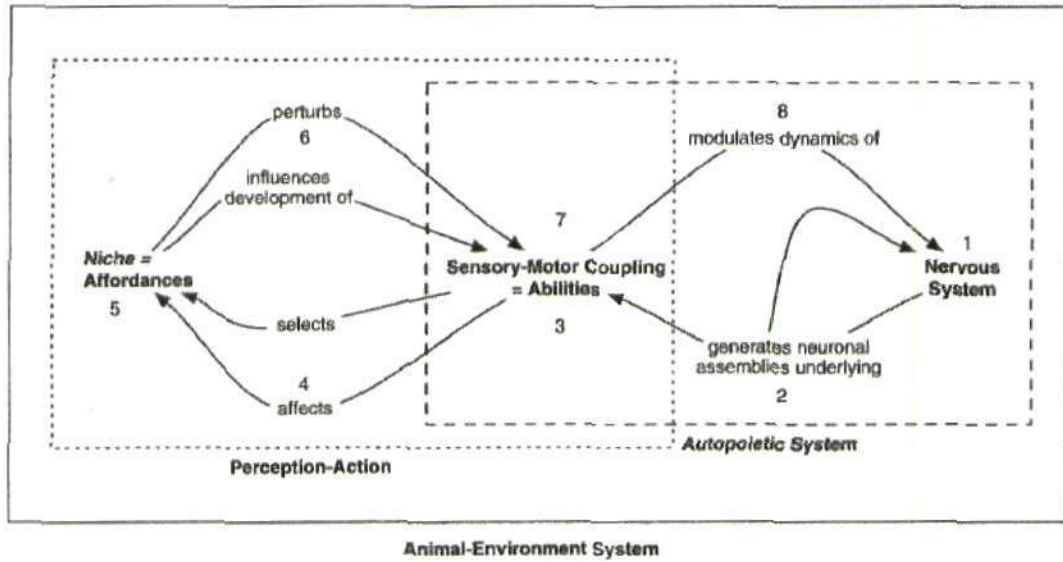 perturbs
6
influences
development of
Niche =
Affordances
5
selects
4
affects
Perception-Action
7
Sensory-Motor Coupling
= Abilities
3
8
modulates dynamics of
1
Nervous
System
generates neuronal
assemblies underlying
2
Autopoietic System
Animal-Environment System